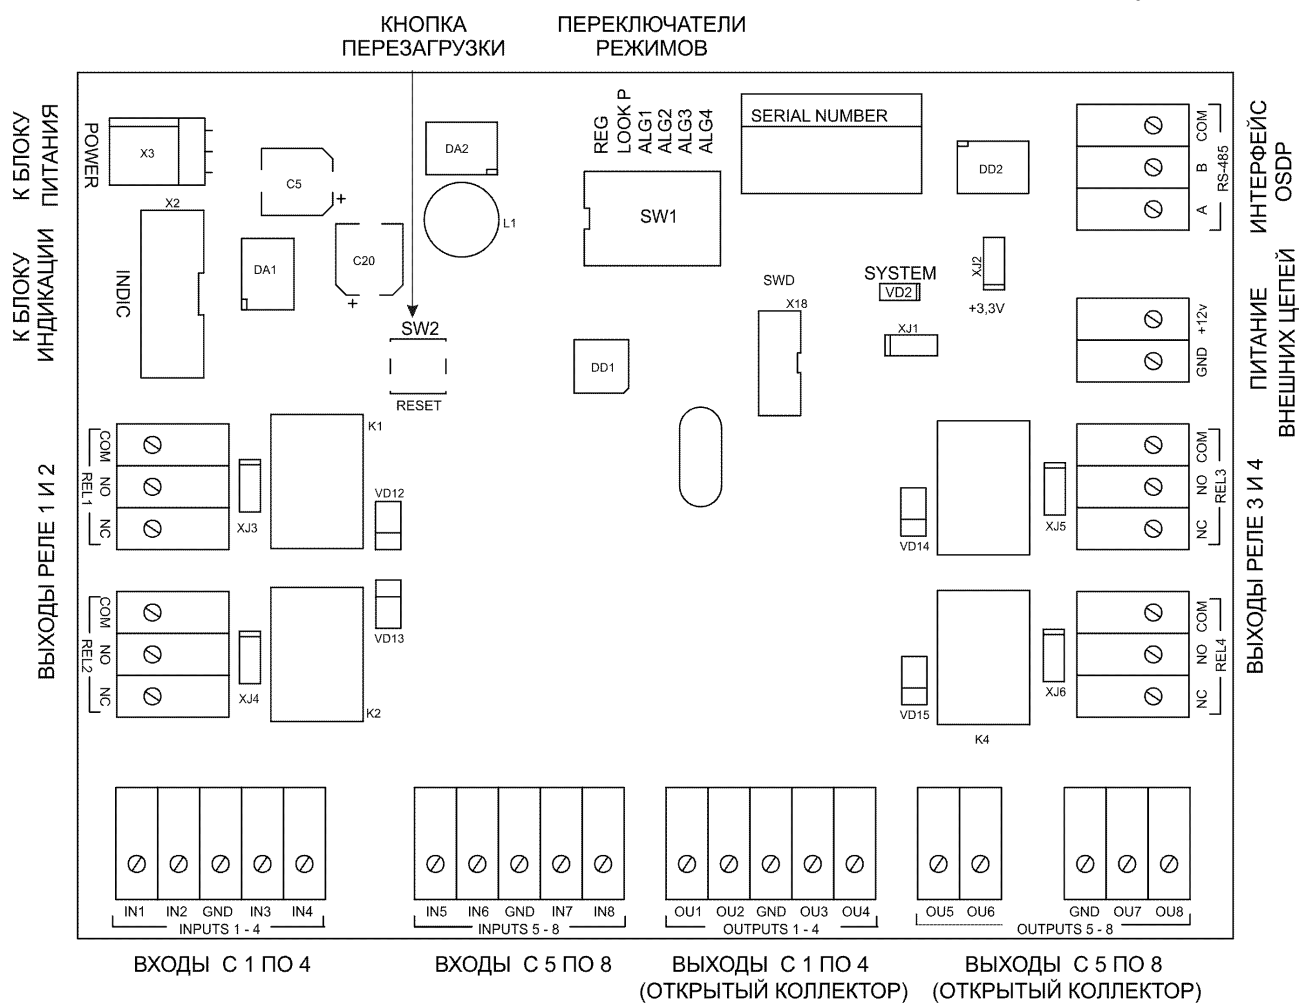 КНОПКА
ПЕРЕЗАГРУЗКИ
ПЕРЕКЛЮЧАТЕЛИ
РЕЖИМОВ
К БЛОКУ
ПИТАНИЯ
POWER
X3
X2
C5
+
DA2
L1
REG
LOOK P
ALG1
ALG2
ALG3
ALG4
SW1
SERIAL NUMBER
DD2
COM
B
A
RS-485
ИНТЕРФЕЙС
OSDP
К БЛОКУ
ИНДИКАЦИИ
INDIC
DA1
C20
+
SW2
RESET
DD1
SWD
X18
SYSTEM
VD2
XJ1
XJ2
+3,3V
+12v
GND
ПИТАНИЕ
ВНЕШНИХ ЦЕПЕЙ
ВЫХОДЫ РЕЛЕ 1 И 2
COM
NO
NC
REL1
XJ3
K1
VD12
COM
NO
NC
REL2
XJ4
K2
VD13
VD14
XJ5
COM
NO
NC
REL3
VD15
K4
XJ6
COM
NO
NC
REL4
ВЫХОДЫ РЕЛЕ 3 И 4
IN1 IN2 GND IN3 IN4
INPUTS 1 - 4
IN5 IN6 GND IN7 IN8
INPUTS 5 - 8
OU1 OU2 GND OU3 OU4
OUTPUTS 1 - 4
OU5 OU6 GND OU7 OU8
OUTPUTS 5 - 8
ВХОДЫ С 1 ПО 4
ВХОДЫ С 5 ПО 8
ВЫХОДЫ С 1 ПО 4
(ОТКРЫТЫЙ КОЛЛЕКТОР)
ВЫХОДЫ С 5 ПО 8
(ОТКРЫТЫЙ КОЛЛЕКТОР)